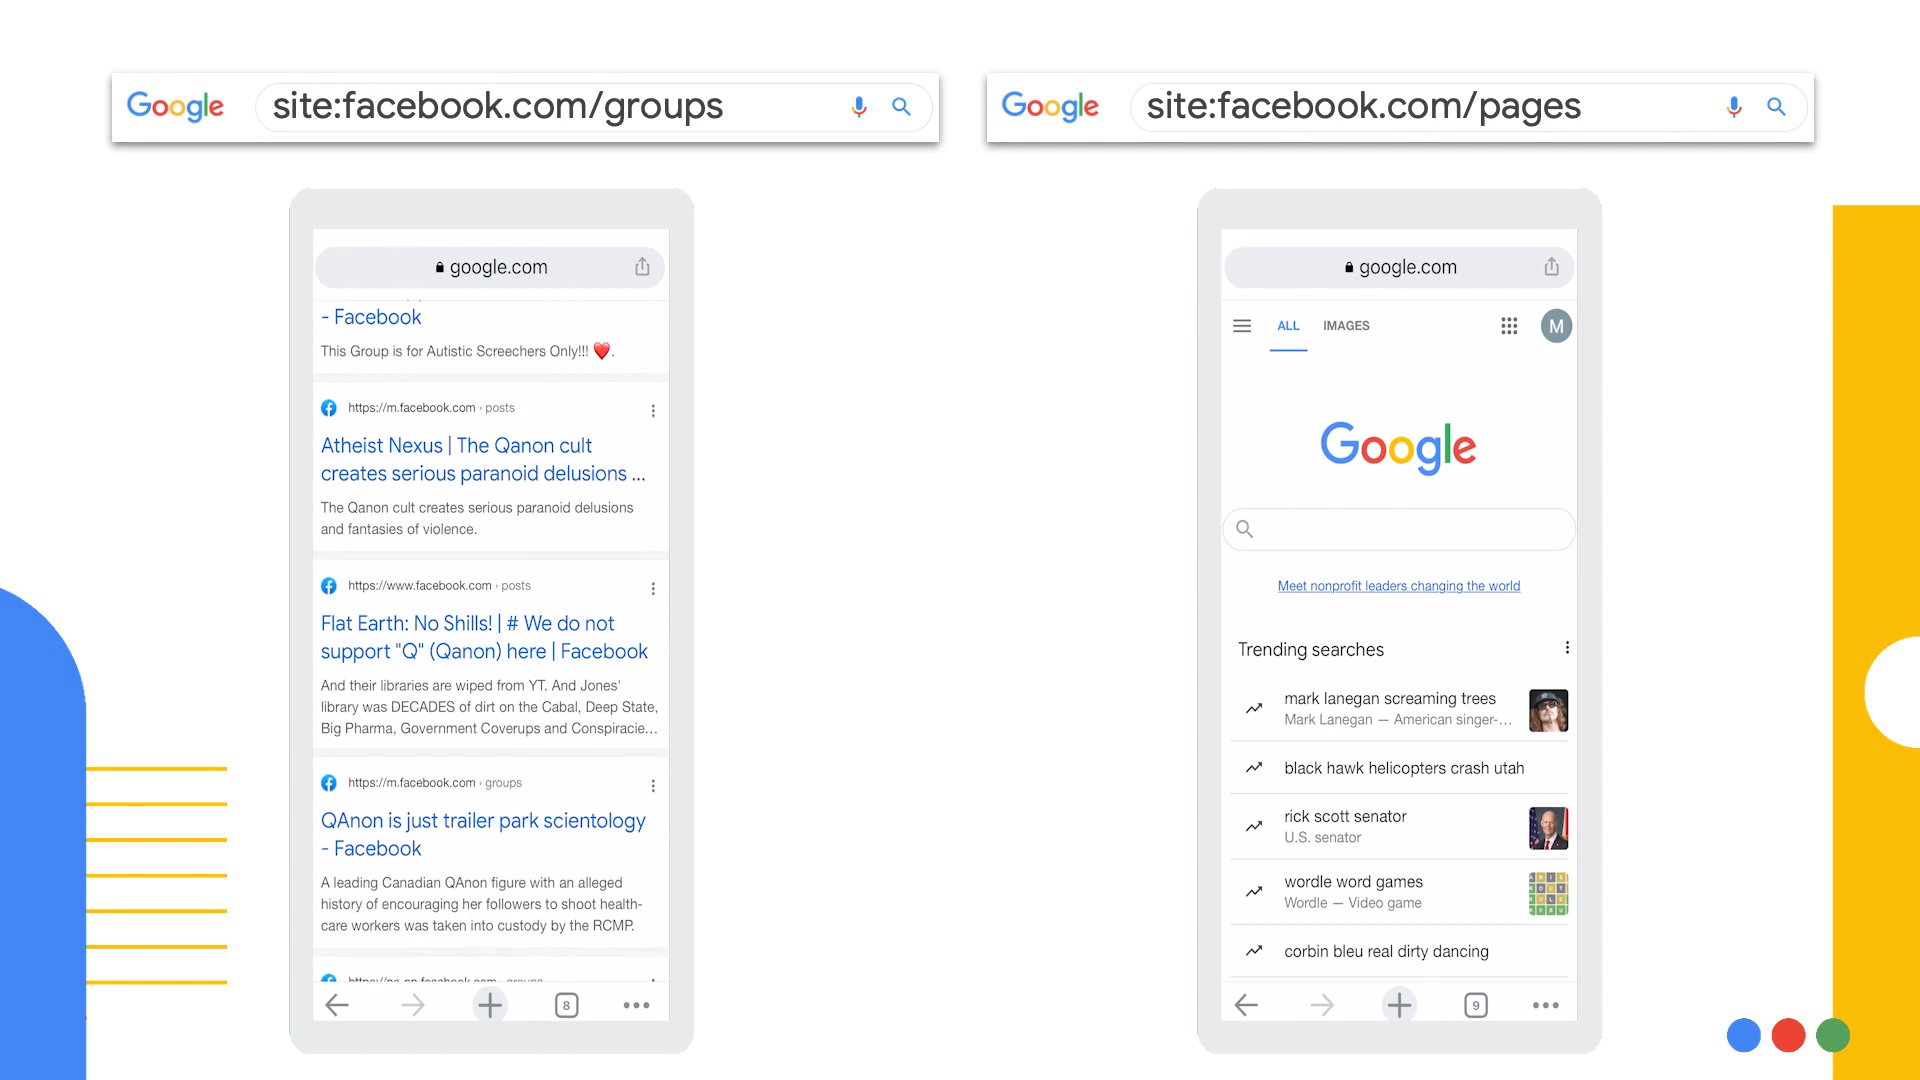 Google site:facebook.com/groups
Google site:facebook.com/pages
google.com
- Facebook
This Group is for Autistic Screechers Only!!! ❤️.
https://m.facebook.com › posts
Atheist Nexus | The Qanon cult
creates serious paranoid delusions ...
The Qanon cult creates serious paranoid delusions
and fantasies of violence.
https://www.facebook.com › posts
Flat Earth: No Shills! | # We do not
support "Q" (Qanon) here | Facebook
And their libraries are wiped from YT. And Jones'
library was DECADES of dirt on the Cabal, Deep State,
Big Pharma, Government Coverups and Conspiracie...
https://m.facebook.com › groups
QAnon is just trailer park scientology
- Facebook
A leading Canadian QAnon figure with an alleged
history of encouraging her followers to shoot health-
care workers was taken into custody by the RCMP.
8
google.com
ALL IMAGES M
Google
Meet nonprofit leaders changing the world
Trending searches
mark lanegan screaming trees
Mark Lanegan — American singer-...
black hawk helicopters crash utah
rick scott senator
U.S. senator
wordle word games
Wordle — Video game
corbin bleu real dirty dancing
9